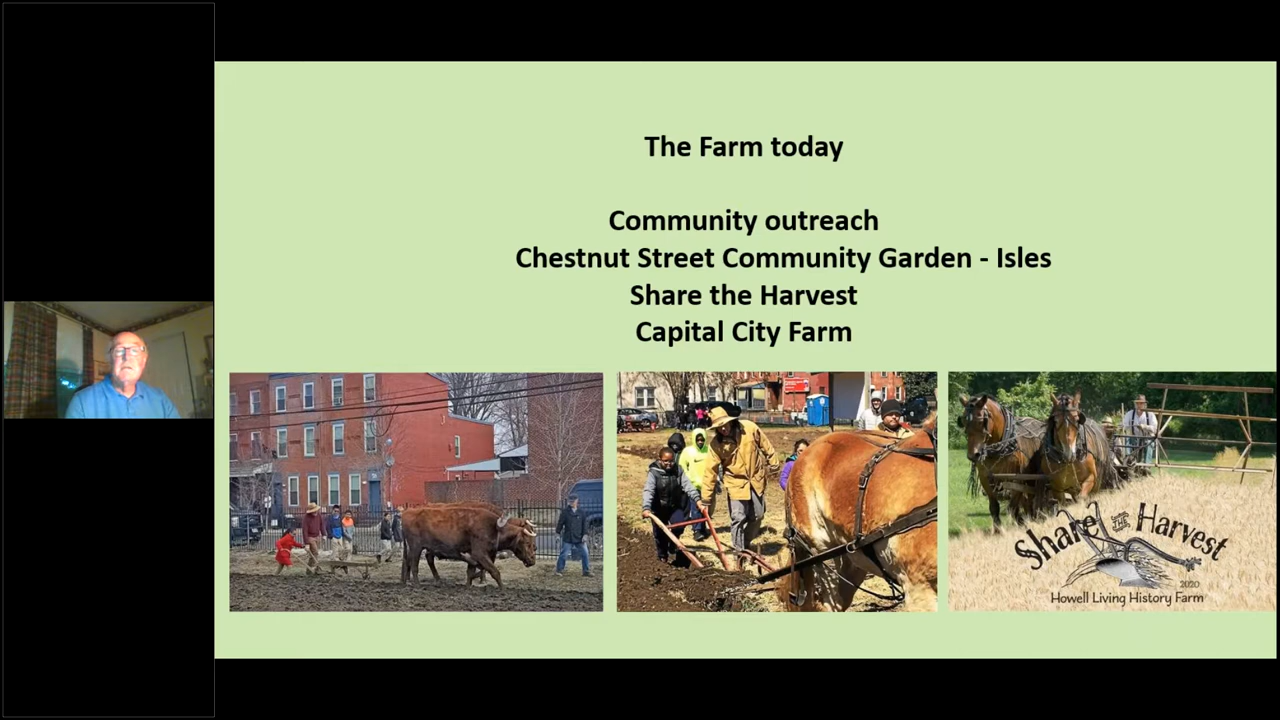 The Farm today
Community outreach
Chestnut Street Community Garden - Isles
Share the Harvest
Capital City Farm
Share THE Harvest
2020
Howell Living History Farm